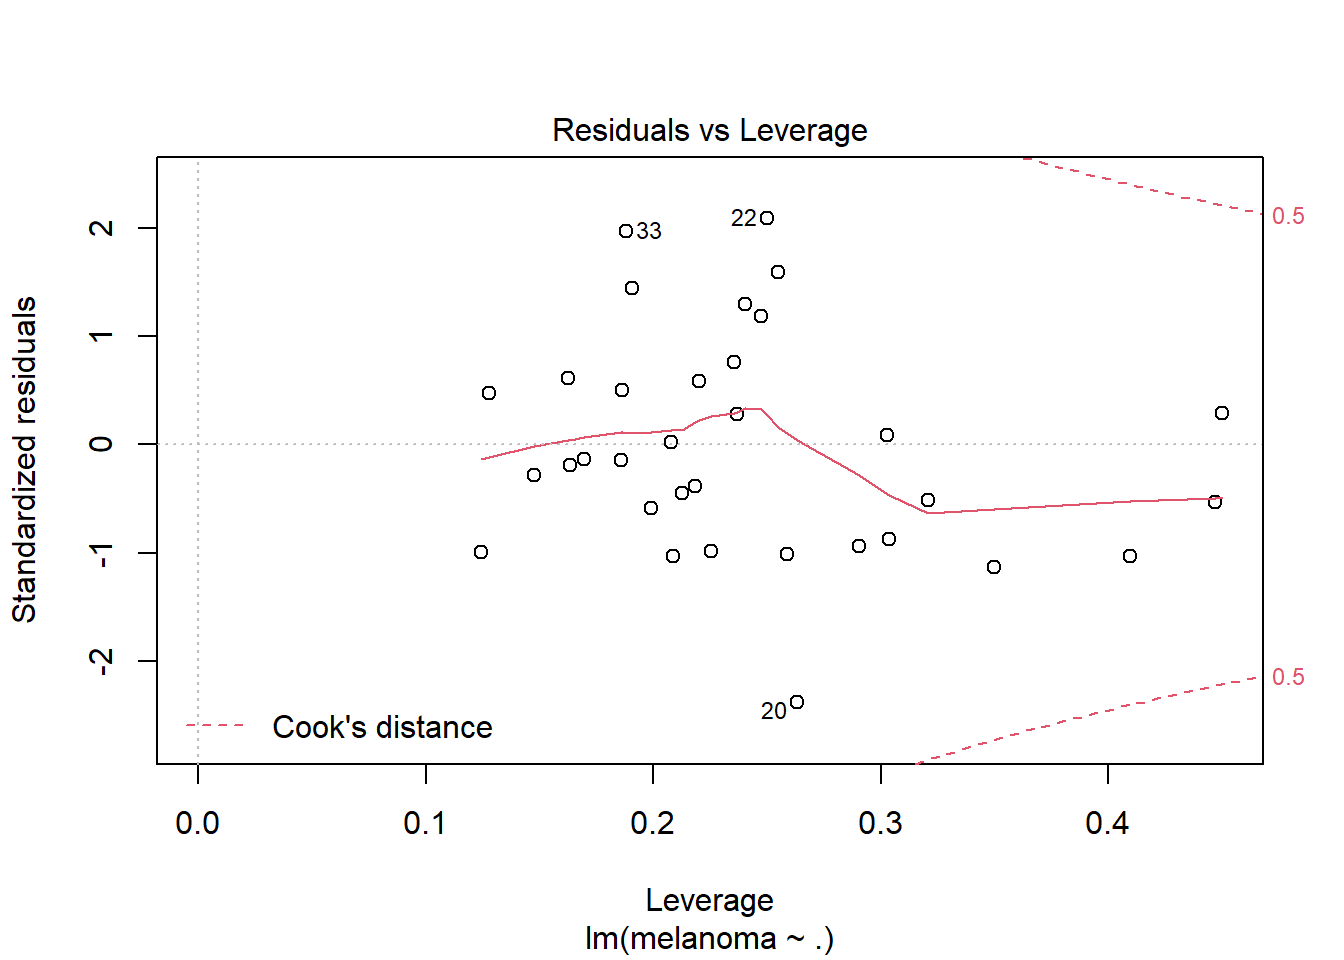 Residuals vs Leverage
Standardized residuals
2
1
0
-1
-2
33
22
20
0.5
0.5
Cook's distance
0.0 0.1 0.2 0.3 0.4
Leverage
lm(melanoma ~ .)